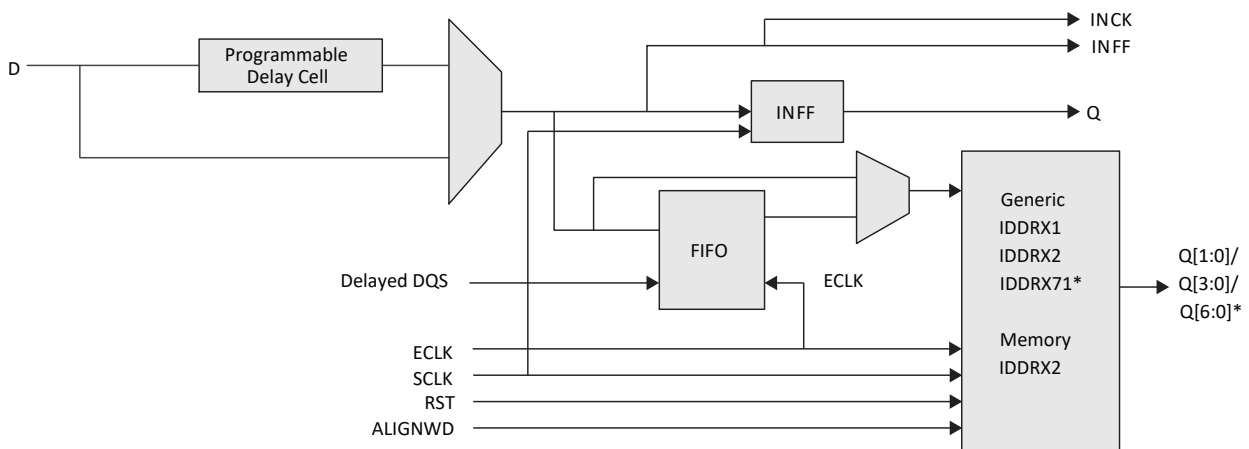 INCK
INFF
Programmable
Delay Cell
D
INFF
Q
Generic
IDDRX1
IDDRX2
IDDRX71*
Memory
IDDRX2
FIFO
Q[1:0]/
Q[3:0]/
Q[6:0]*
Delayed DQS
ECLK
ECLK
SCLK
RST
ALIGNWD